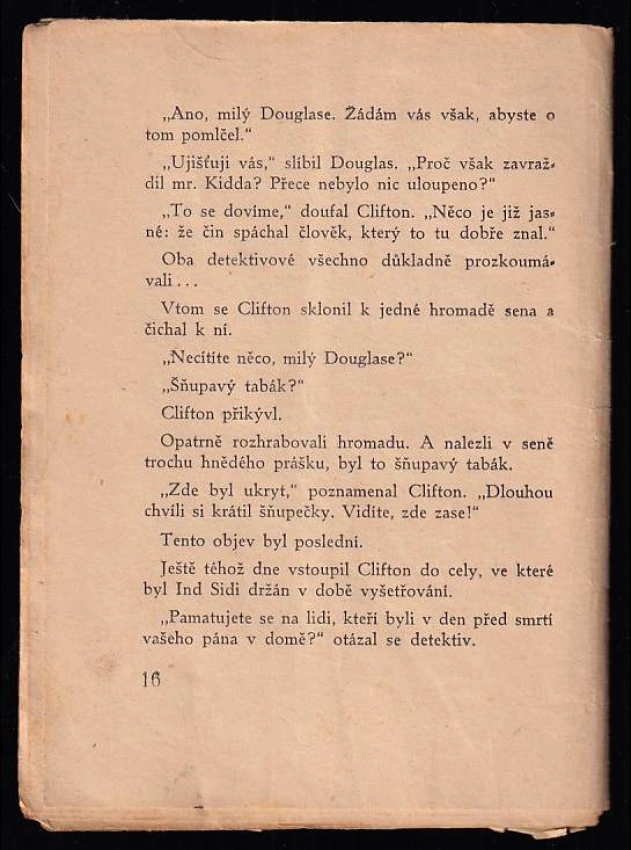 „Ano, milý Douglase. Žádám vás však, abyste o
tom pomlčel."
„Ujišťuji vás," slíbil Douglas. „Proč však zavraž-
dil mr. Kidda? Přece nebylo nic uloupeno?"
„To se dovíme," doufal Clifton. „Něco je již jas-
né: že čin spáchal člověk, který to tu dobře znal."
Oba detektivové všechno důkladně prozkoumá-
vali...
Vtom se Clifton sklonil k jedné hromadě sena a
čichal k ní.
„Necítíte něco, milý Douglase?"
„Šňupavý tabák?"
Clifton přikývl.
Opatrně rozhrabovali hromadu. A nalezli v seně
trochu hnědého prášku, byl to šňupavý tabák.
„Zde byl ukryt," poznamenal Clifton. „Dlouhou
chvíli si krátil šňupečky. Vidíte, zde zase!"
Tento objev byl poslední.
Ještě téhož dne vstoupil Clifton do cely, ve které
byl Ind Sidi držán v době vyšetřování.
„Pamatujete se na lidi, kteří byli v den před smrtí
vašeho pána v domě?" otázal se detektiv.
16